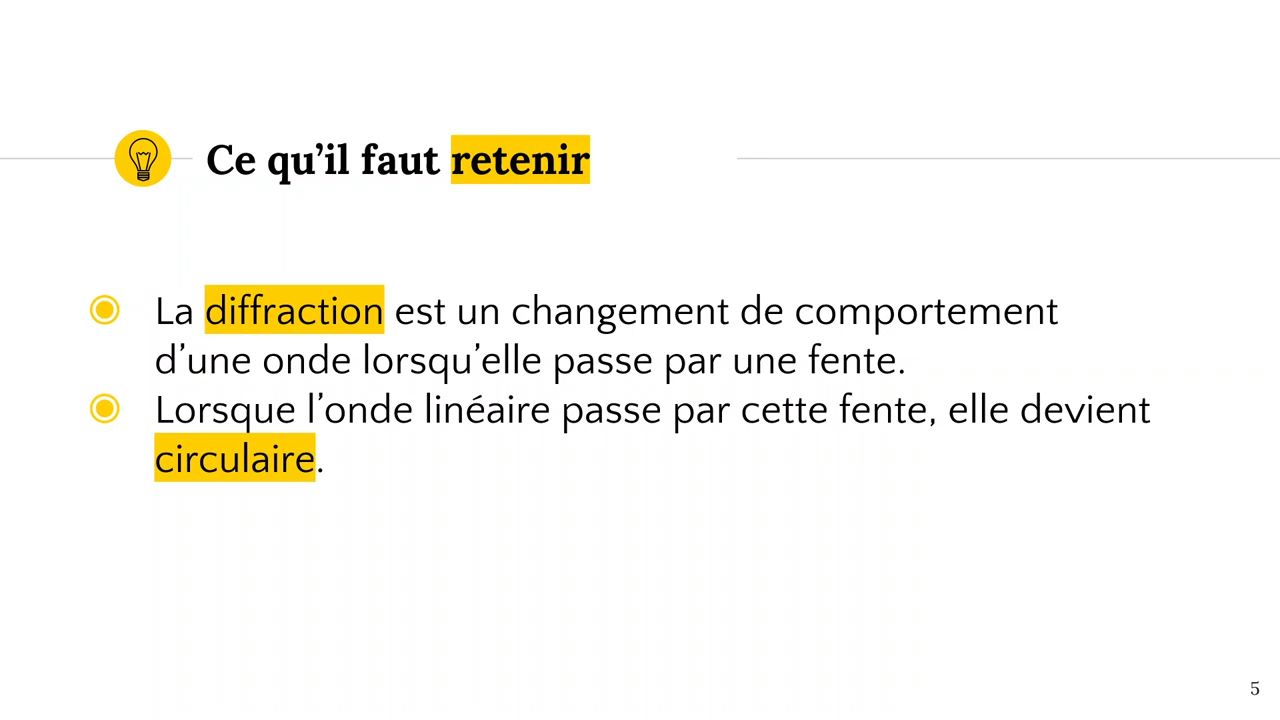 Ce qu’il faut retenir
La diffraction est un changement de comportement
d’une onde lorsqu’elle passe par une fente.
Lorsque l’onde linéaire passe par cette fente, elle devient
circulaire.
5